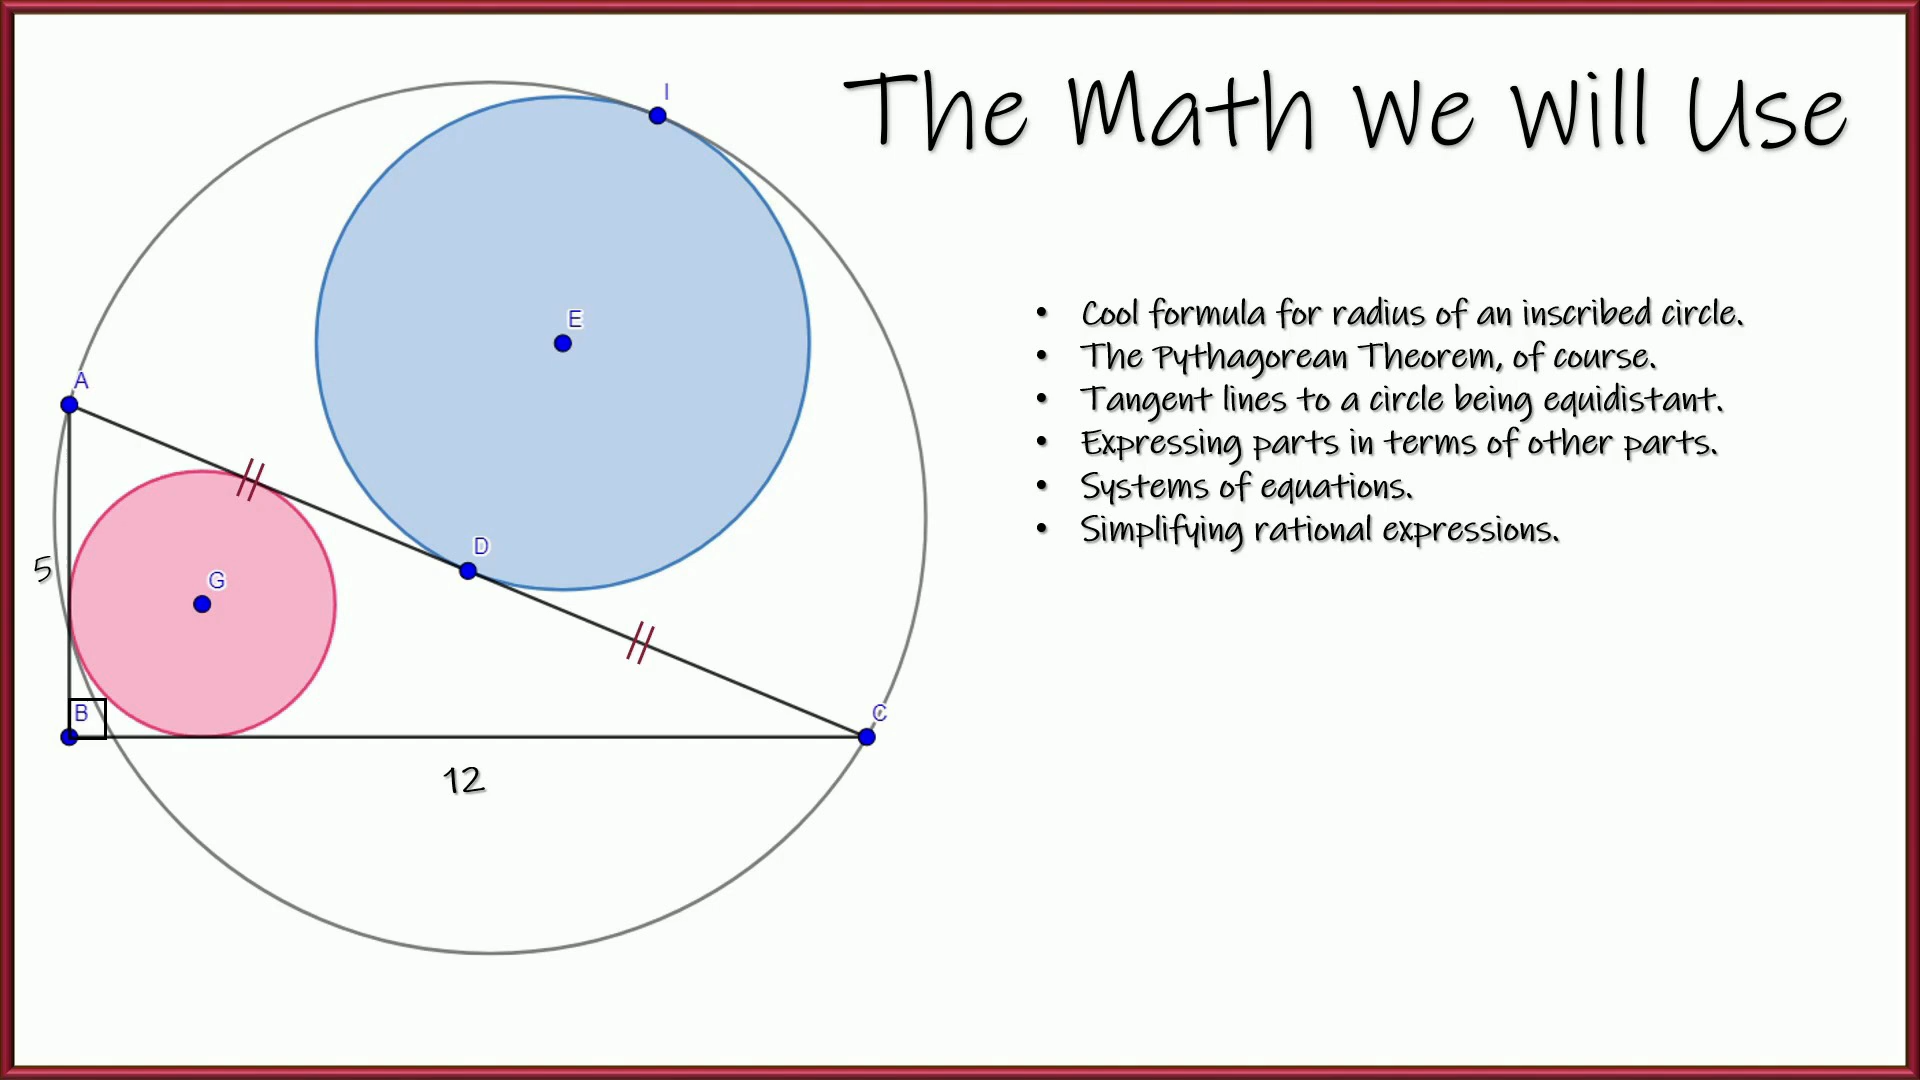 The Math We Will Use
I
E
A
D
G
5
B
C
12
• Cool formula for radius of an inscribed circle.
• The Pythagorean Theorem, of course.
• Tangent lines to a circle being equidistant.
• Expressing parts in terms of other parts.
• Systems of equations.
• Simplifying rational expressions.